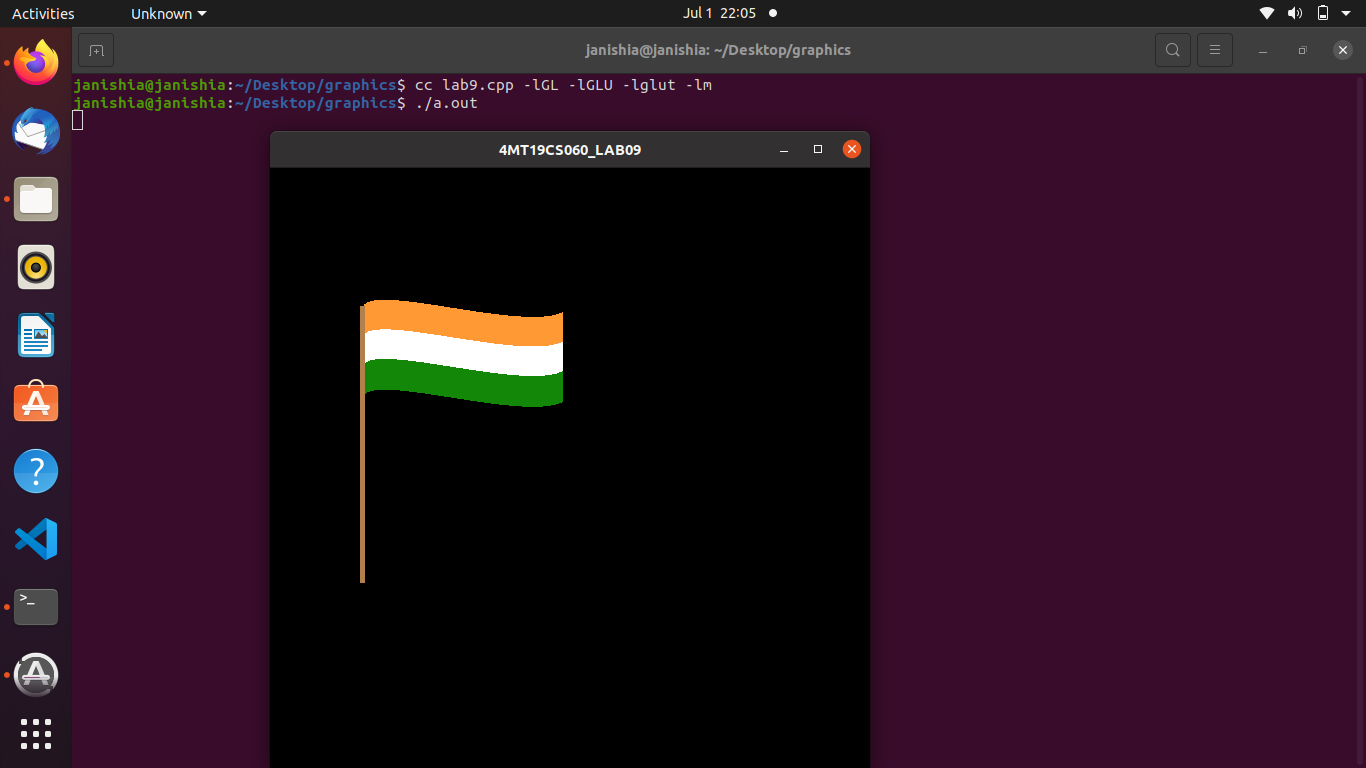 Activities
Unknown
Jul 1 22:05
janishia@janishia: ~/Desktop/graphics
janishia@janishia:~/Desktop/graphics$ cc lab9.cpp -lGL -lGLU -lglut -lm
janishia@janishia:~/Desktop/graphics$ ./a.out
4MT19CS060_LAB09